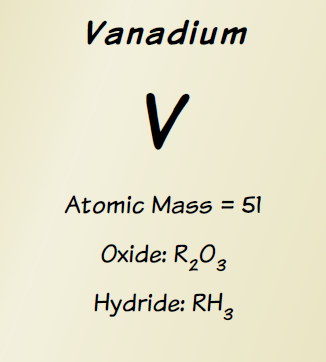 Vanadium
V
Atomic Mass = 51
Oxide: R₂O₃
Hydride: RH₃